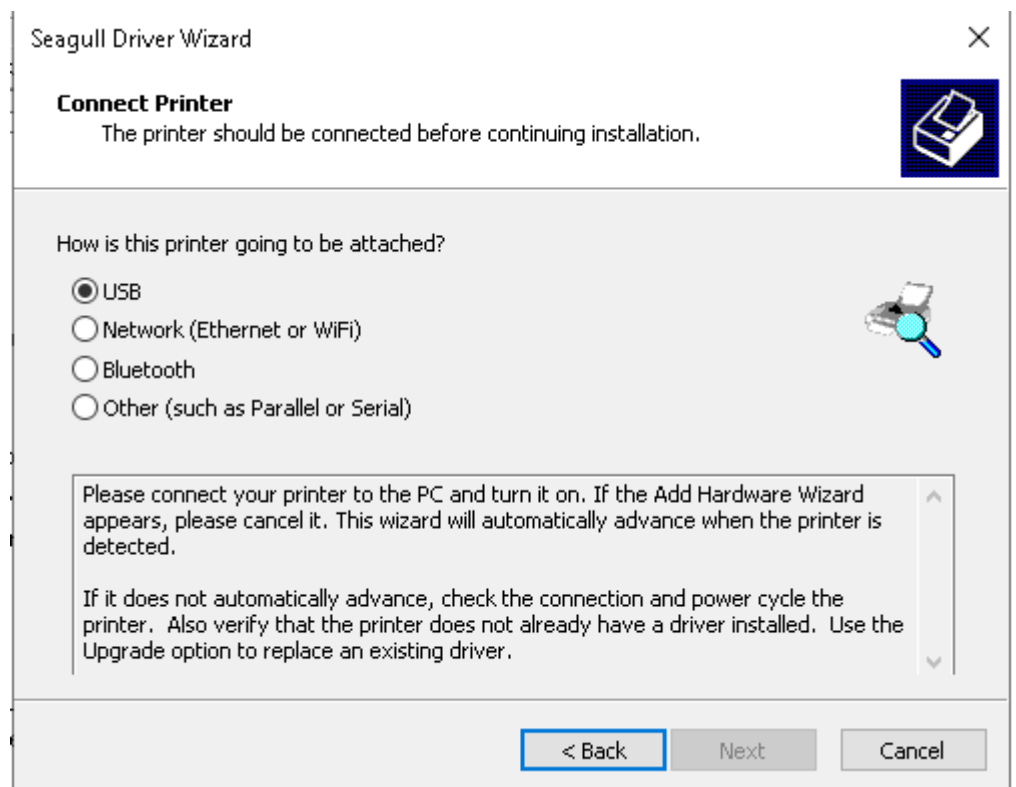 Seagull Driver Wizard
Connect Printer
The printer should be connected before continuing installation.
How is this printer going to be attached?
USB
Network (Ethernet or WiFi)
Bluetooth
Other (such as Parallel or Serial)
Please connect your printer to the PC and turn it on. If the Add Hardware Wizard
appears, please cancel it. This wizard will automatically advance when the printer is
detected.
If it does not automatically advance, check the connection and power cycle the
printer.  Also verify that the printer does not already have a driver installed.  Use the
Upgrade option to replace an existing driver.
< Back
Next
Cancel